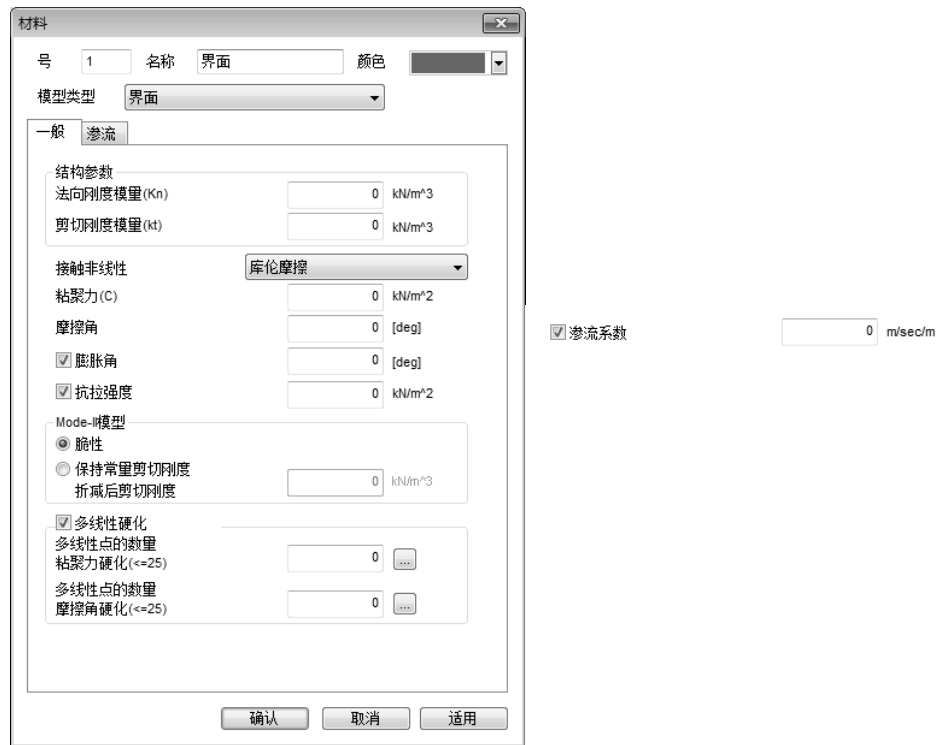 材料
号 1 名称 界面 颜色
模型类型 界面
一般 渗流
结构参数
法向刚度模量(Kn) 0 kN/m^3
剪切刚度模量(kt) 0 kN/m^3
接触非线性 库伦摩擦
粘聚力(C) 0 kN/m^2
摩擦角 0 [deg]
渗流系数 0 m/sec/m
膨胀角 0 [deg]
抗拉强度 0 kN/m^2
Mode-II模型
脆性
保持常量剪切刚度
折减后剪切刚度 0 kN/m^3
多线性硬化
多线性点的数量
粘聚力硬化(<=25) 0 ...
多线性点的数量
摩擦角硬化(<=25) 0 ...
确认 取消 适用